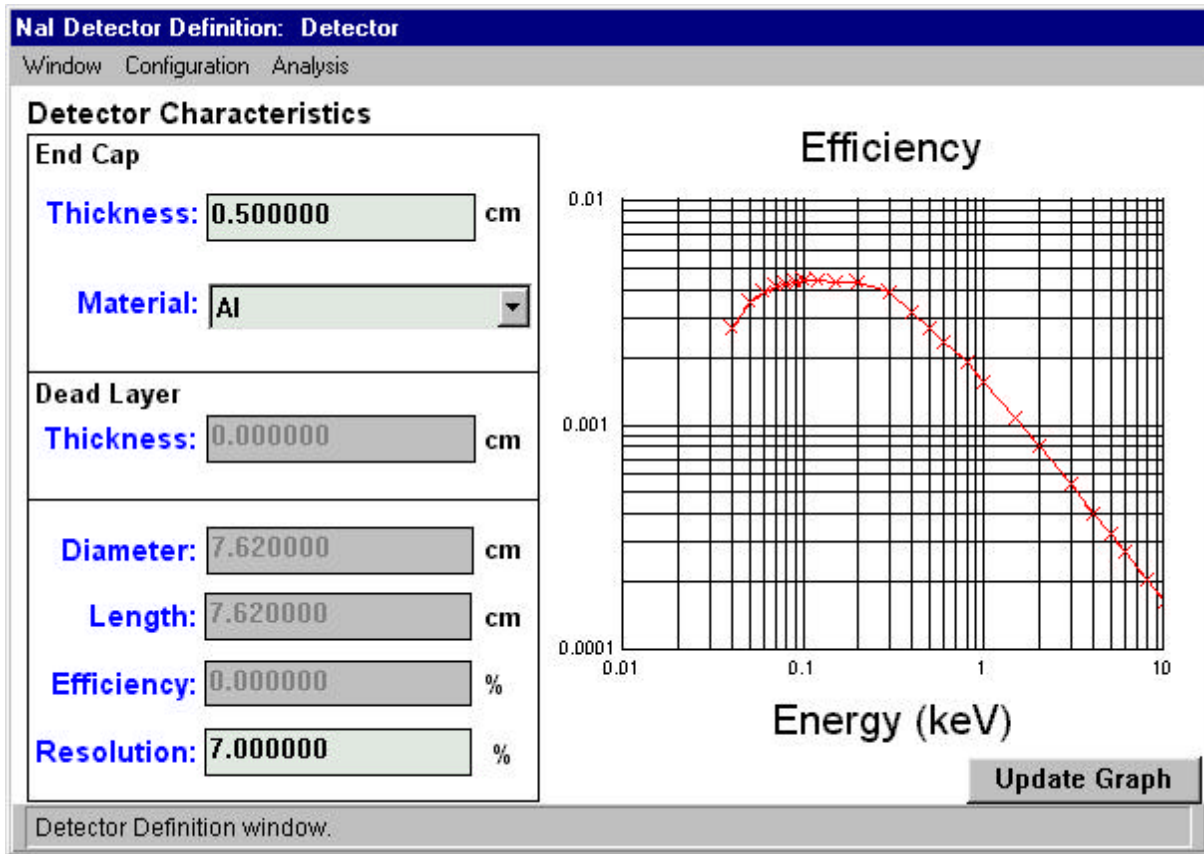 NaI Detector Definition: Detector
Window Configuration Analysis
Detector Characteristics
End Cap
Thickness: 0.500000 cm
Material: Al
Dead Layer
Thickness: 0.000000 cm
Diameter: 7.620000 cm
Length: 7.620000 cm
Efficiency: 0.000000 %
Resolution: 7.000000 %
Efficiency
0.01
0.001
0.0001
0.01 0.1 1 10
Energy (keV)
Update Graph
Detector Definition window.